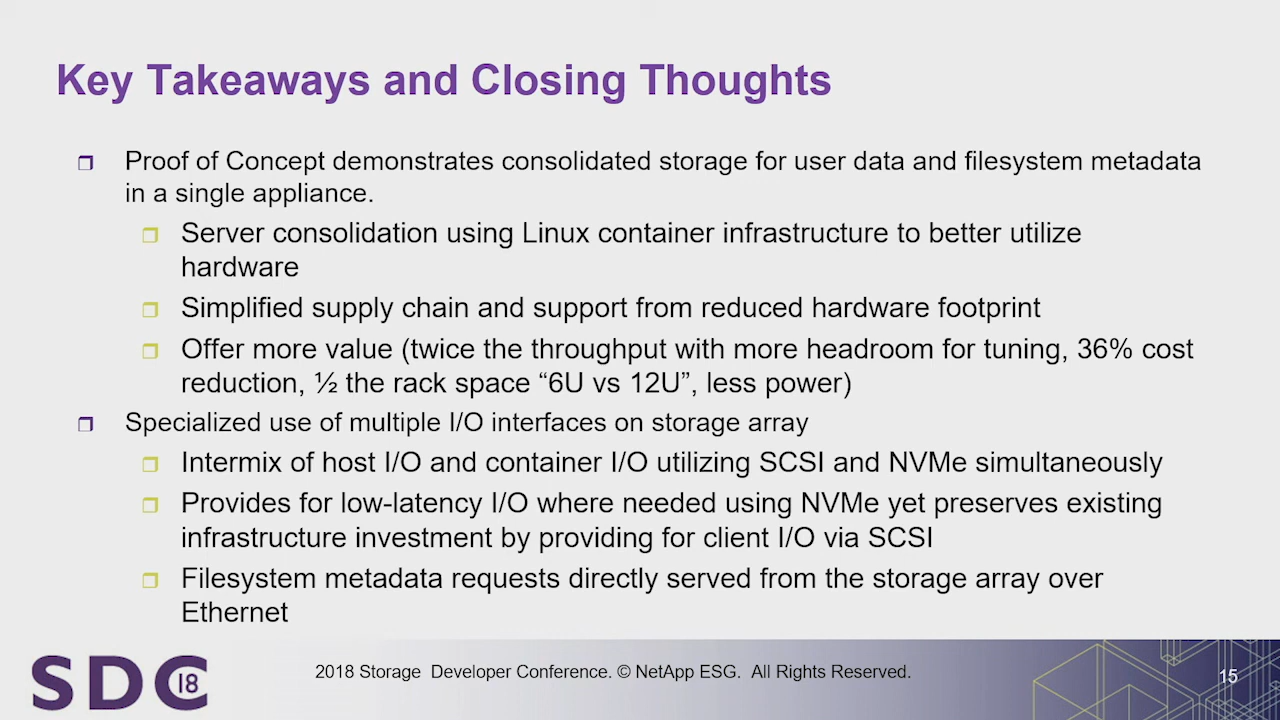 Key Takeaways and Closing Thoughts
Proof of Concept demonstrates consolidated storage for user data and filesystem metadata
in a single appliance.
Server consolidation using Linux container infrastructure to better utilize
hardware
Simplified supply chain and support from reduced hardware footprint
Offer more value (twice the throughput with more headroom for tuning, 36% cost
reduction, ½ the rack space “6U vs 12U”, less power)
Specialized use of multiple I/O interfaces on storage array
Intermix of host I/O and container I/O utilizing SCSI and NVMe simultaneously
Provides for low-latency I/O where needed using NVMe yet preserves existing
infrastructure investment by providing for client I/O via SCSI
Filesystem metadata requests directly served from the storage array over
Ethernet
SDC 18
2018 Storage  Developer Conference. © NetApp ESG.  All Rights Reserved.
15